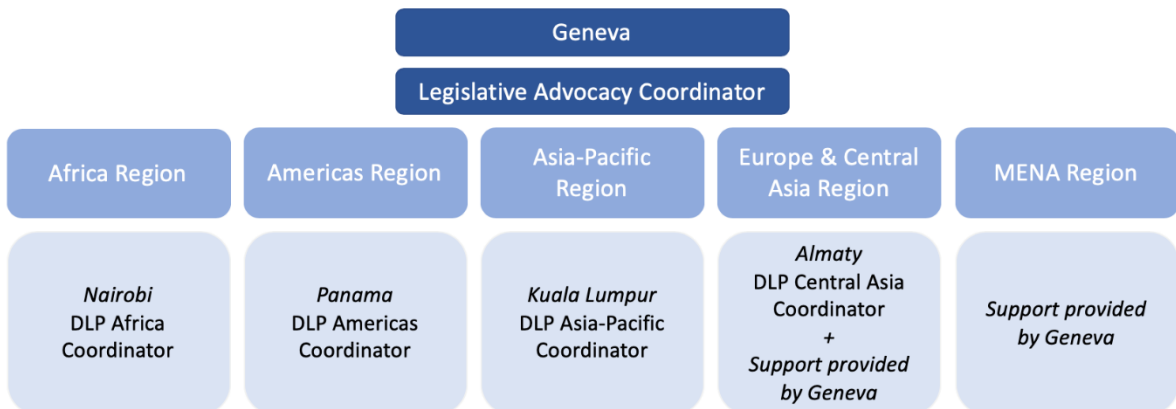 Geneva
Legislative Advocacy Coordinator
Africa Region
Americas Region
Asia-Pacific
Region
Europe & Central
Asia Region
MENA Region
Nairobi
DLP Africa
Coordinator
Panama
DLP Americas
Coordinator
Kuala Lumpur
DLP Asia-Pacific
Coordinator
Almaty
DLP Central Asia
Coordinator
+
Support provided
by Geneva
Support provided
by Geneva